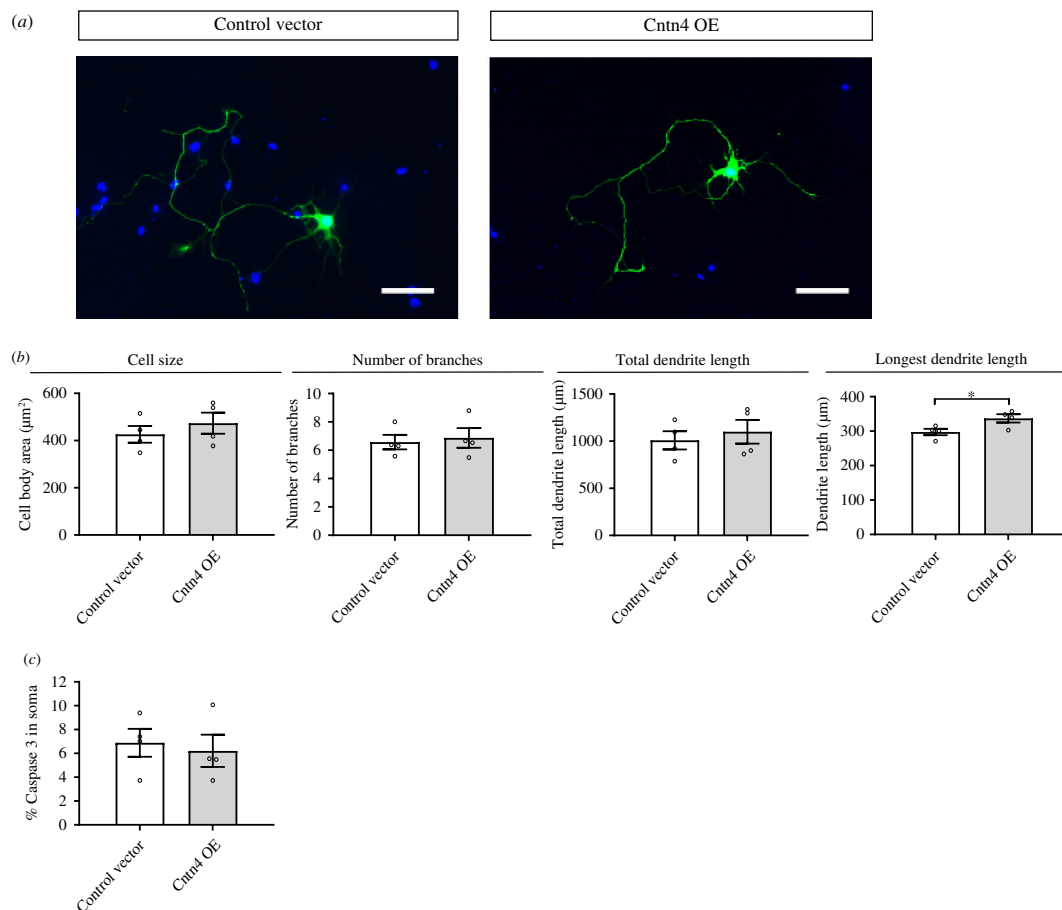 (a)
Control vector
Cntn4 OE
(b)
Cell size
Number of branches
Total dendrite length
Longest dendrite length
Cell body area (µm²)
600
400
200
0
Control vector
Cntn4 OE
Number of branches
10
8
6
4
2
0
Control vector
Cntn4 OE
Total dendrite length (µm)
1500
1000
500
0
Control vector
Cntn4 OE
Dendrite length (µm)
400
300
200
100
0
*
Control vector
Cntn4 OE
(c)
% Caspase 3 in soma
12
10
8
6
4
2
0
Control vector
Cntn4 OE